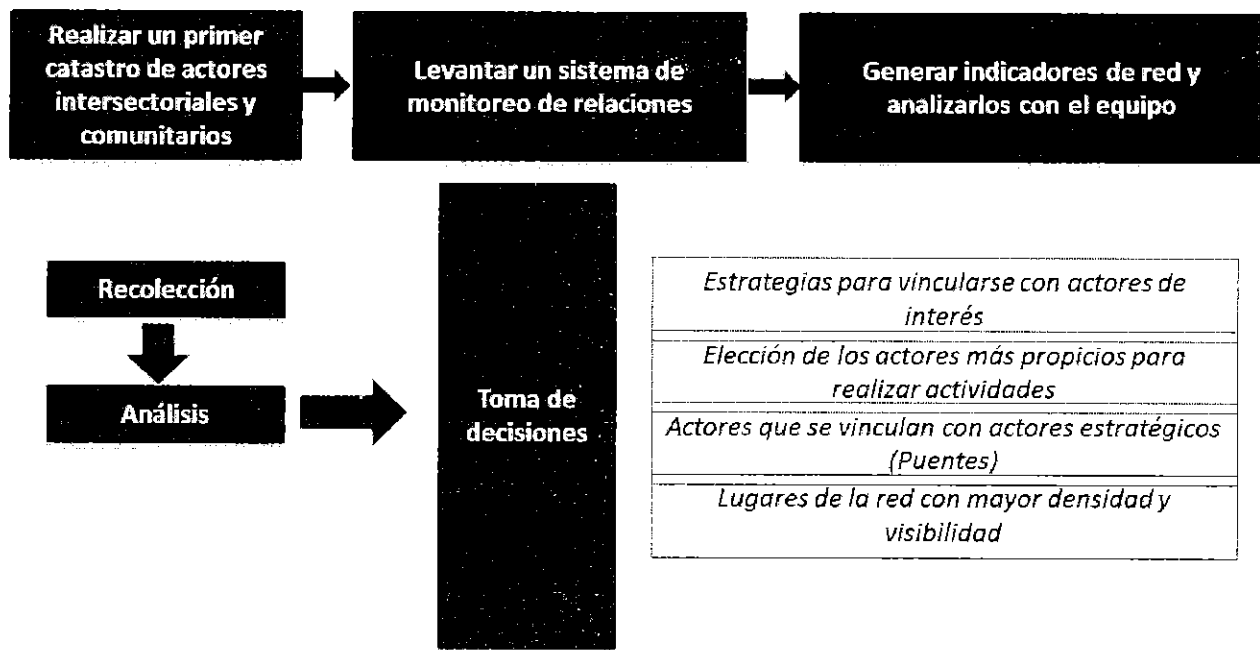 Realizar un primer
catastro de actores
intersectoriales y
comunitarios
Levantar un sistema de
monitoreo de relaciones
Generar indicadores de red y
analizarlos con el equipo
Recolección
Análisis
Toma de
decisiones
Estrategias para vincularse con actores de
interés
Elección de los actores más propicios para
realizar actividades
Actores que se vinculan con actores estratégicos
(Puentes)
Lugares de la red con mayor densidad y
visibilidad